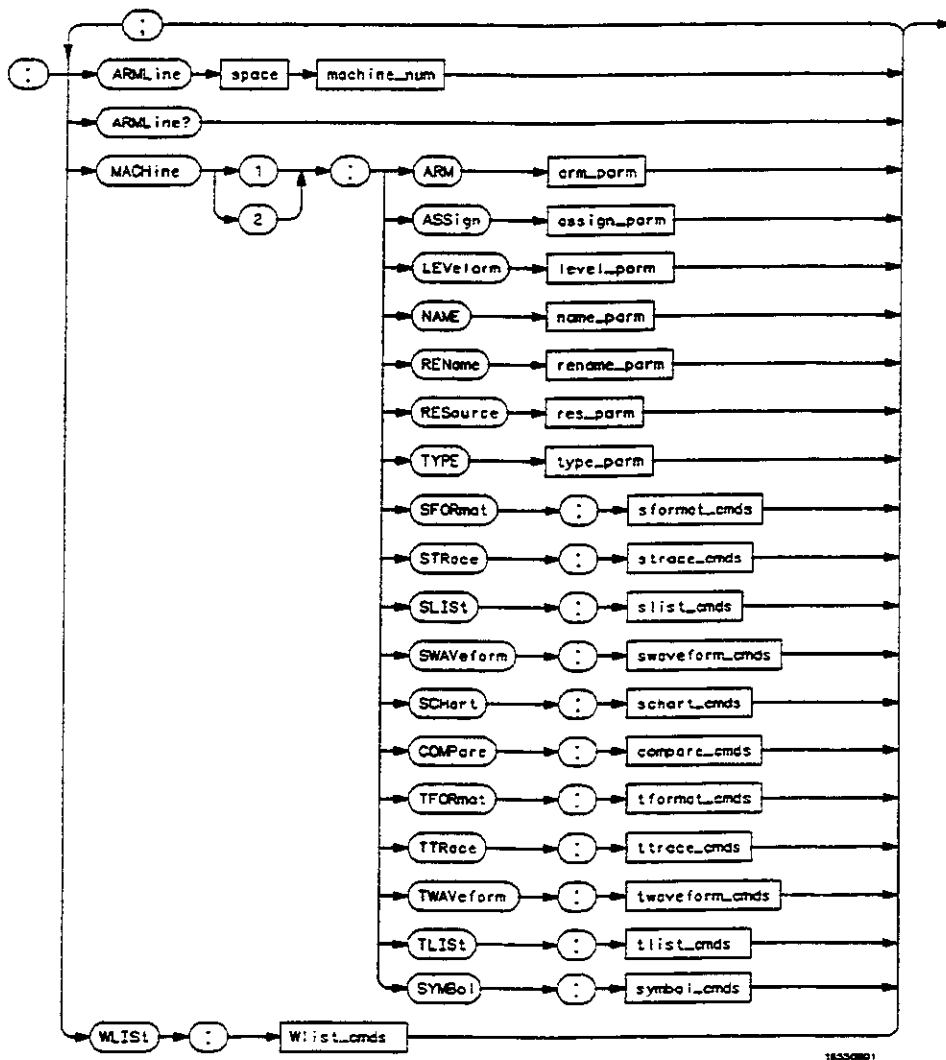 ;
: ARMLine space machine_num
ARMLine?
MACHine 1 : ARM arm_parm
2 ASSign assign_parm
LEVelarm level_parm
NAME name_parm
REName rename_parm
RESource res_parm
TYPE type_parm
SFORmat : sformat_cmds
STRace : strace_cmds
SLISt : slist_cmds
SWAVeform : swaveform_cmds
SCHart : schart_cmds
COMPare : compare_cmds
TFORmat : tformat_cmds
TTRace : ttrace_cmds
TWAVeform : twaveform_cmds
TLISt : tlist_cmds
SYMBol : symbol_cmds
WLISt : Wlist_cmds